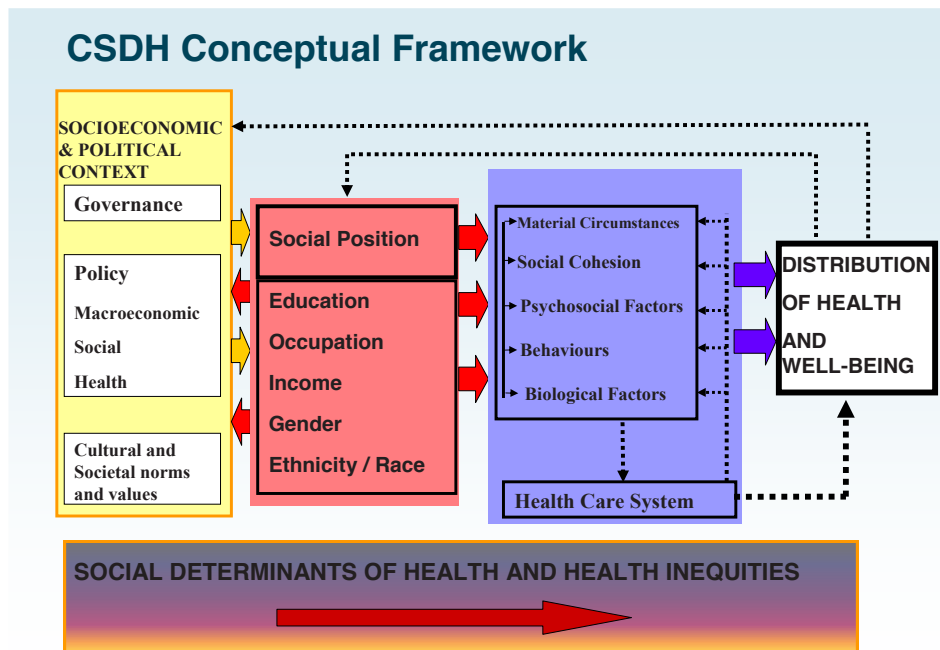 CSDH Conceptual Framework
SOCIOECONOMIC
& POLITICAL
CONTEXT
Governance
Policy
Macroeconomic
Social
Health
Cultural and
Societal norms
and values
Social Position
Education
Occupation
Income
Gender
Ethnicity / Race
Material Circumstances
Social Cohesion
Psychosocial Factors
Behaviours
Biological Factors
Health Care System
DISTRIBUTION
OF HEALTH
AND
WELL-BEING
SOCIAL DETERMINANTS OF HEALTH AND HEALTH INEQUITIES